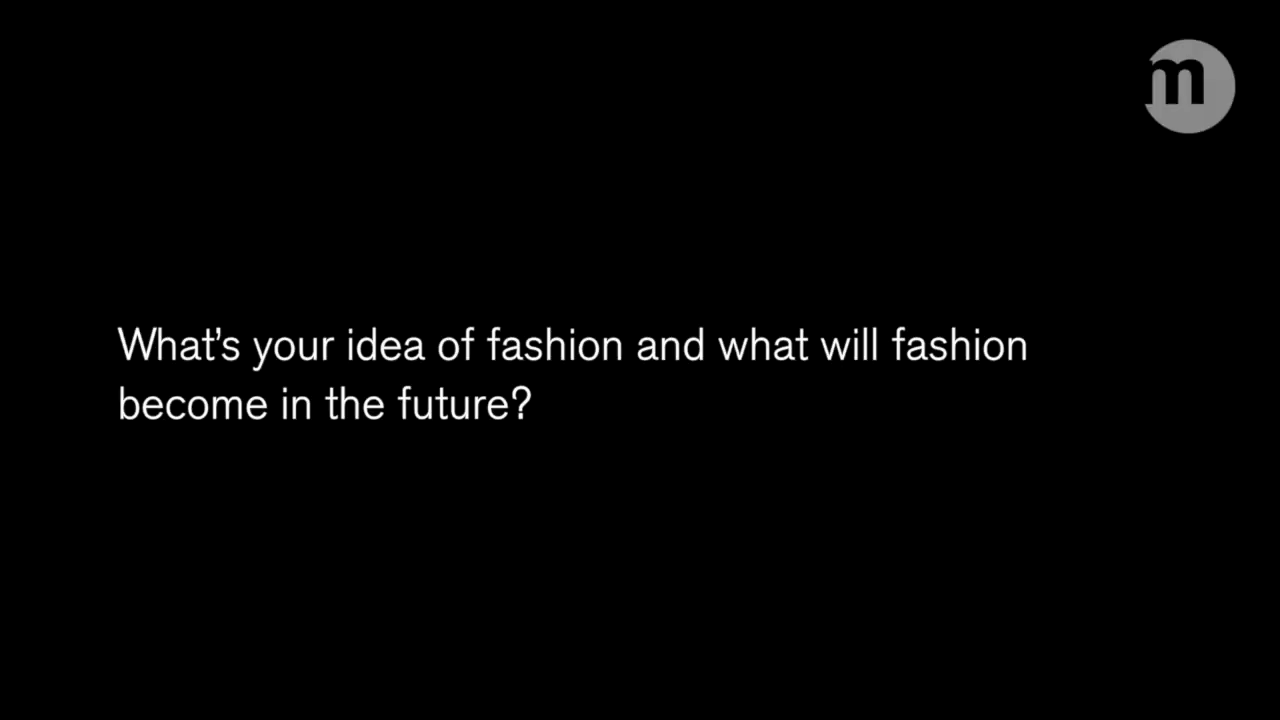 m
What's your idea of fashion and what will fashion
become in the future?